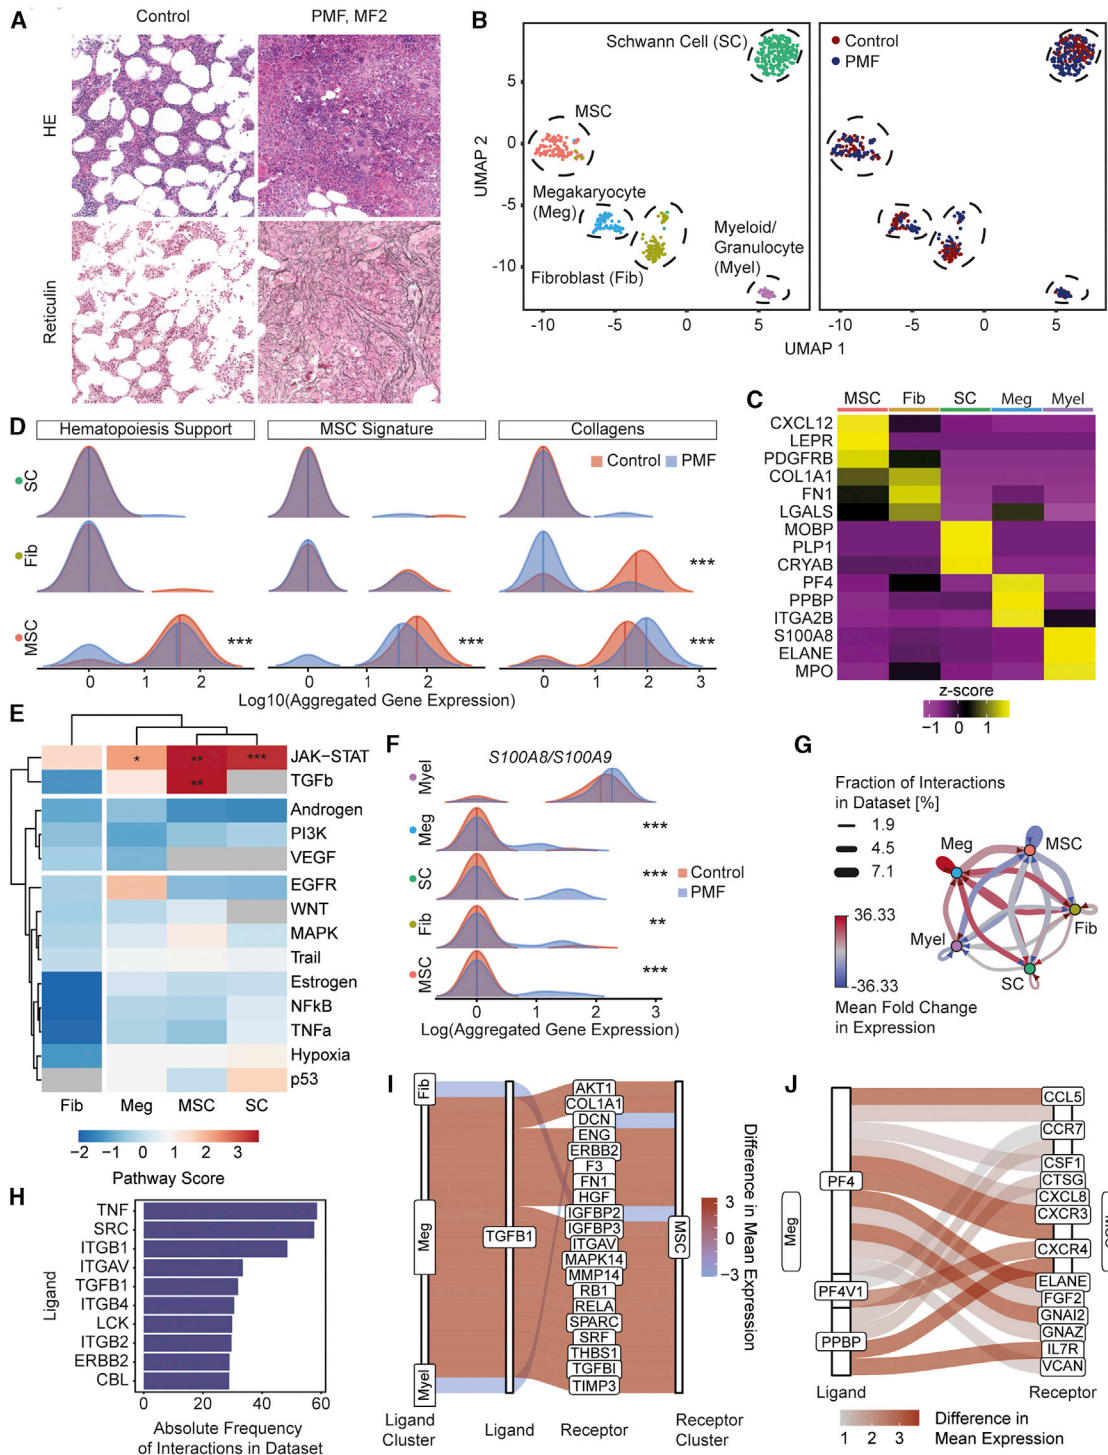 A
Control
PMF, MF2
HE
Reticulin
B
Schwann Cell (SC)
MSC
Megakaryocyte
(Meg)
Fibroblast (Fib)
Myeloid/
Granulocyte
(Myel)
Control
PMF
UMAP 2
5
0
-5
-10
-10
-5
0
5
-10
-5
0
5
UMAP 1
C
MSC
Fib
SC
Meg
Myel
CXCL12
LEPR
PDGFRB
COL1A1
FN1
LGALS
MOBP
PLP1
CRYAB
PF4
PPBP
ITGA2B
S100A8
ELANE
MPO
z-score
-1 0 1
D
Hematopoiesis Support
MSC Signature
Collagens
Control
PMF
SC
Fib
***
MSC
***
***
***
0 1 2
0 1 2
0 1 2 3
Log10(Aggregated Gene Expression)
E
JAK-STAT
* ** ***
TGFb
**
Androgen
PI3K
VEGF
EGFR
WNT
MAPK
Trail
Estrogen
NFkB
TNFa
Hypoxia
p53
Fib
Meg
MSC
SC
−2 −1 0 1 2 3
Pathway Score
F
S100A8/S100A9
Myel
Meg
***
SC
***
Control
PMF
Fib
**
MSC
***
0 1 2 3
Log(Aggregated Gene Expression)
G
Fraction of Interactions
in Dataset [%]
1.9
4.5
7.1
36.33
-36.33
Mean Fold Change
in Expression
Meg
MSC
Fib
Myel
SC
H
Ligand
TNF
SRC
ITGB1
ITGAV
TGFB1
ITGB4
LCK
ITGB2
ERBB2
CBL
0 20 40 60
Absolute Frequency
of Interactions in Dataset
I
Fib
Meg
Myel
TGFB1
AKT1
COL1A1
DCN
ENG
ERBB2
F3
FN1
HGF
IGFBP2
IGFBP3
ITGAV
MAPK14
MMP14
RB1
RELA
SPARC
SRF
THBS1
TGFBI
TIMP3
MSC
Ligand
Cluster
Ligand
Receptor
Receptor
Cluster
3
0
−3
Difference in
Mean Expression
J
Meg
PF4
PF4V1
PPBP
CCL5
CCR7
CSF1
CTSG
CXCL8
CXCR3
CXCR4
ELANE
FGF2
GNAI2
GNAZ
IL7R
VCAN
Ligand
Receptor
1 2 3
Difference in
Mean Expression